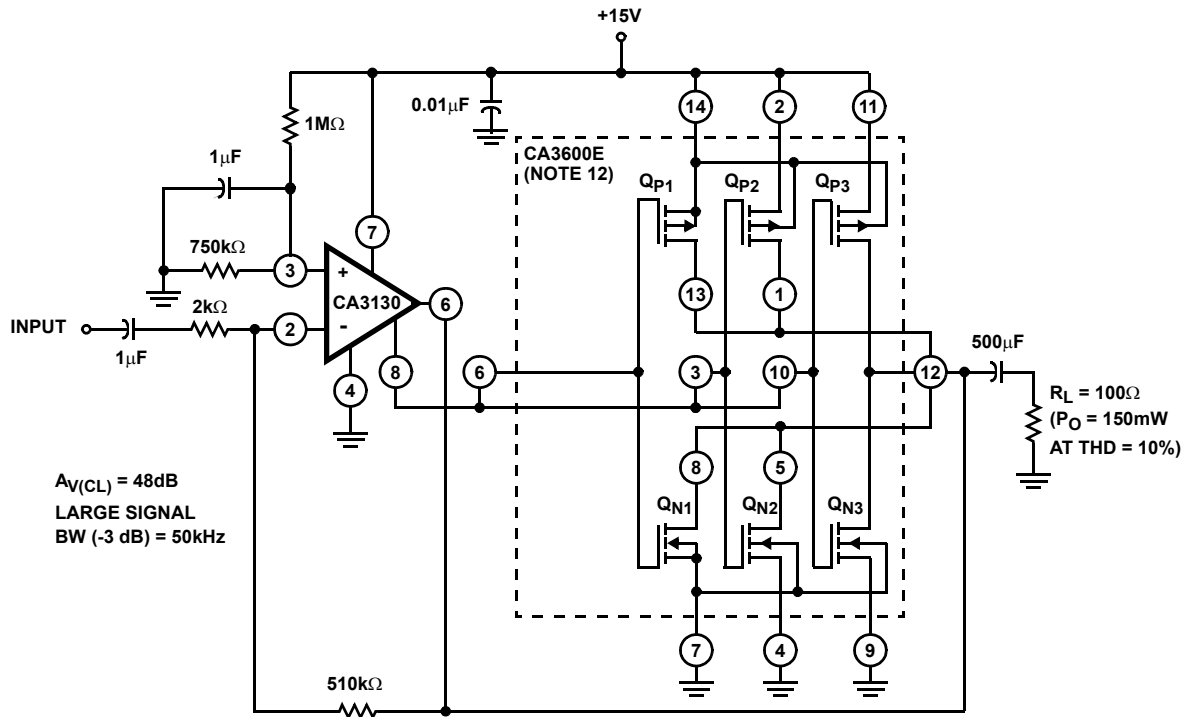 +15V
0.01μF
1MΩ
1μF
750kΩ
2kΩ
INPUT
1μF
3
2
+
-
CA3130
7
6
4
8
14
2
11
CA3600E
(NOTE 12)
QP1
QP2
QP3
13
1
6
3
10
12
500μF
RL = 100Ω
(PO = 150mW
AT THD = 10%)
8
5
QN1
QN2
QN3
7
4
9
AV(CL) = 48dB
LARGE SIGNAL
BW (-3 dB) = 50kHz
510kΩ